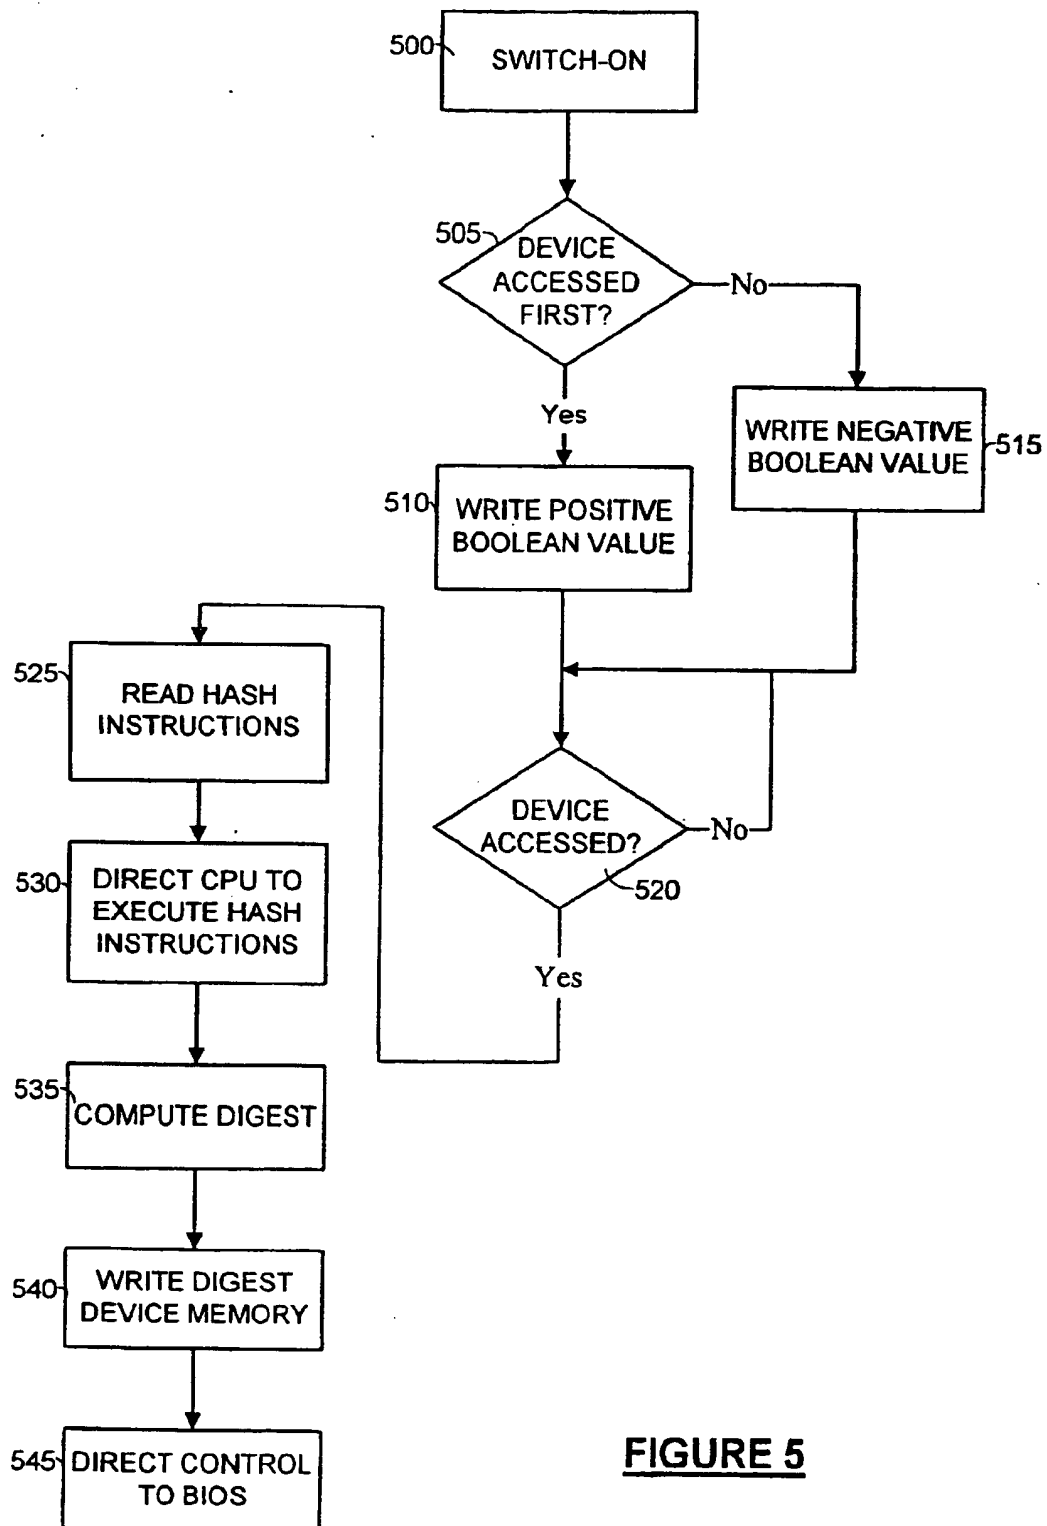 500
SWITCH-ON
505
DEVICE
ACCESSED
FIRST?
No
Yes
WRITE NEGATIVE
BOOLEAN VALUE
515
510
WRITE POSITIVE
BOOLEAN VALUE
525
READ HASH
INSTRUCTIONS
DEVICE
ACCESSED?
No
520
Yes
530
DIRECT CPU TO
EXECUTE HASH
INSTRUCTIONS
535
COMPUTE DIGEST
540
WRITE DIGEST
DEVICE MEMORY
545
DIRECT CONTROL
TO BIOS
FIGURE 5